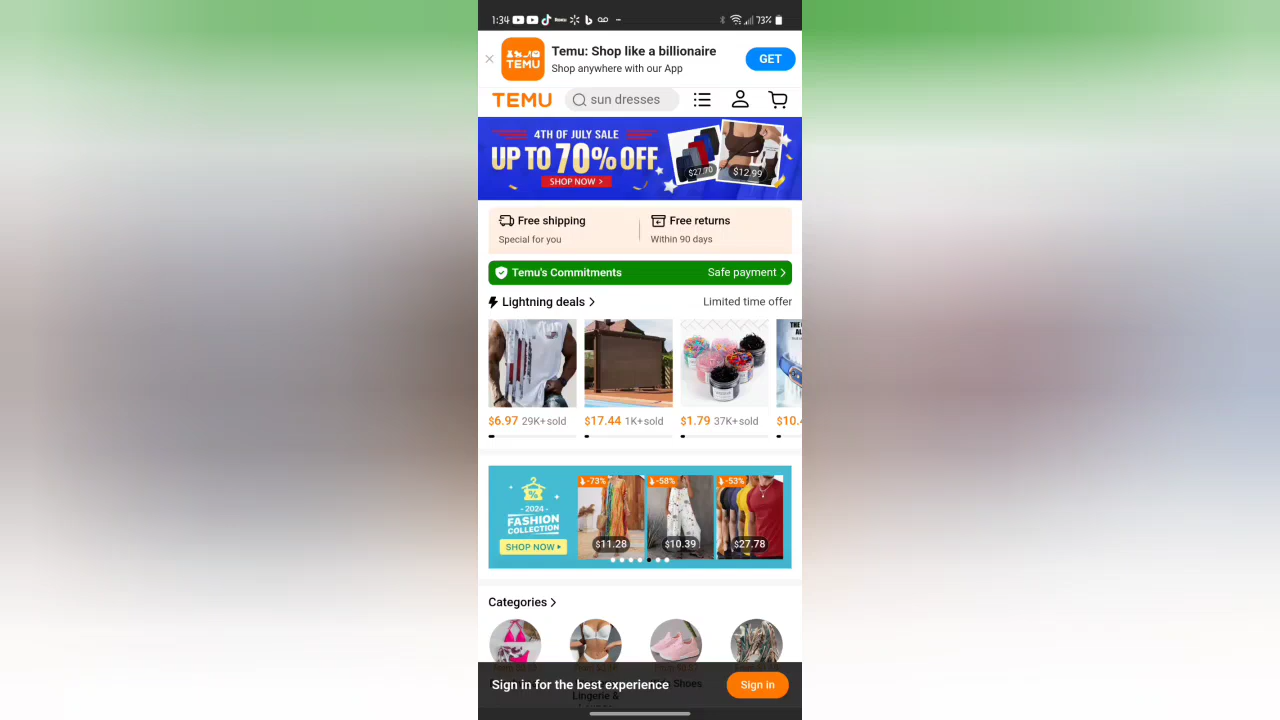 1:34 73%
Temu: Shop like a billionaire
Shop anywhere with our App
GET
TEMU
TEMU
sun dresses
4TH OF JULY SALE
UP TO 70% OFF
SHOP NOW >
$27.70
$12.99
Free shipping
Special for you
Free returns
Within 90 days
Temu's Commitments
Safe payment >
Lightning deals >
Limited time offer
$6.97 29K+sold
$17.44 1K+sold
$1.79 37K+sold
$10.4
- 2024 -
FASHION
COLLECTION
SHOP NOW
-73%
-58%
-53%
$11.28
$10.39
$27.78
Categories >
Sign in for the best experience
Sign in
Shoes
Lingerie &